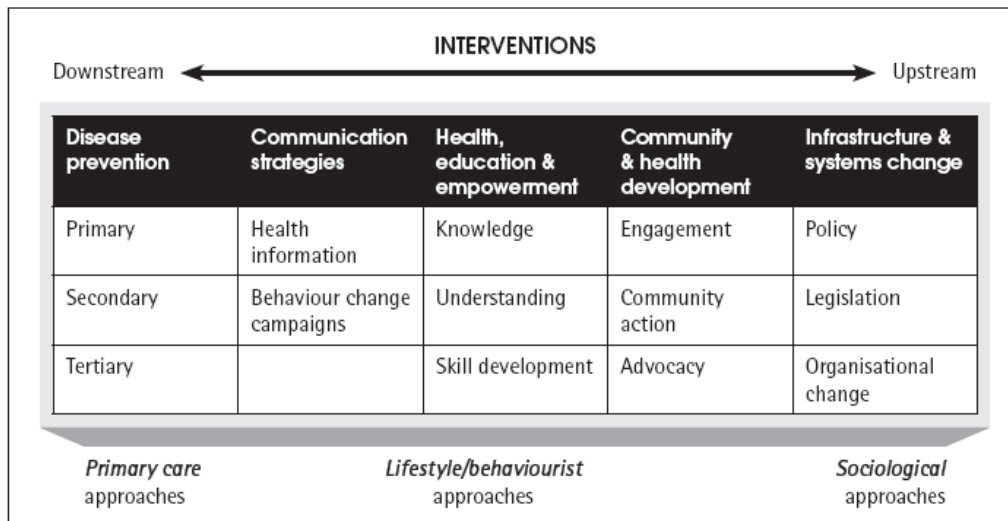 INTERVENTIONS
Downstream Upstream
Disease prevention Communication strategies Health, education & empowerment Community & health development Infrastructure & systems change
Primary Health information Knowledge Engagement Policy
Secondary Behaviour change campaigns Understanding Community action Legislation
Tertiary Skill development Advocacy Organisational change
Primary care approaches Lifestyle/behaviourist approaches Sociological approaches